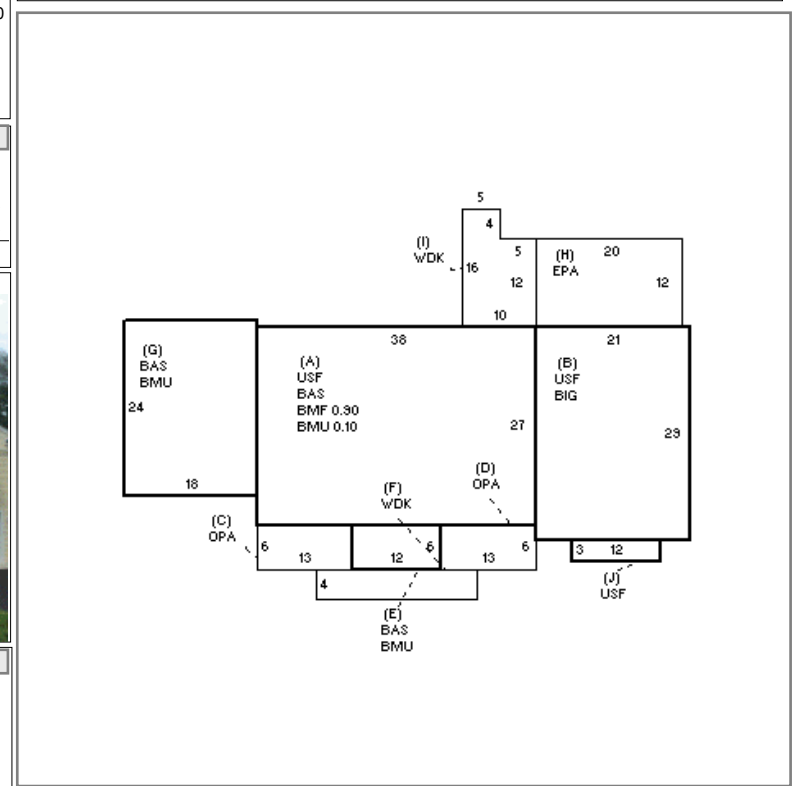 5
4
(I)
WDK
16
5
12
10
(H)
EPA
20
12
(G)
BAS
BMU
24
18
38
(A)
USF
BAS
BMF 0.90
BMU 0.10
27
21
(B)
USF
BIG
29
(D)
OPA
(F)
WDK
(C)
OPA
6
13
12
6
13
6
3 12
(J)
USF
4
(E)
BAS
BMU